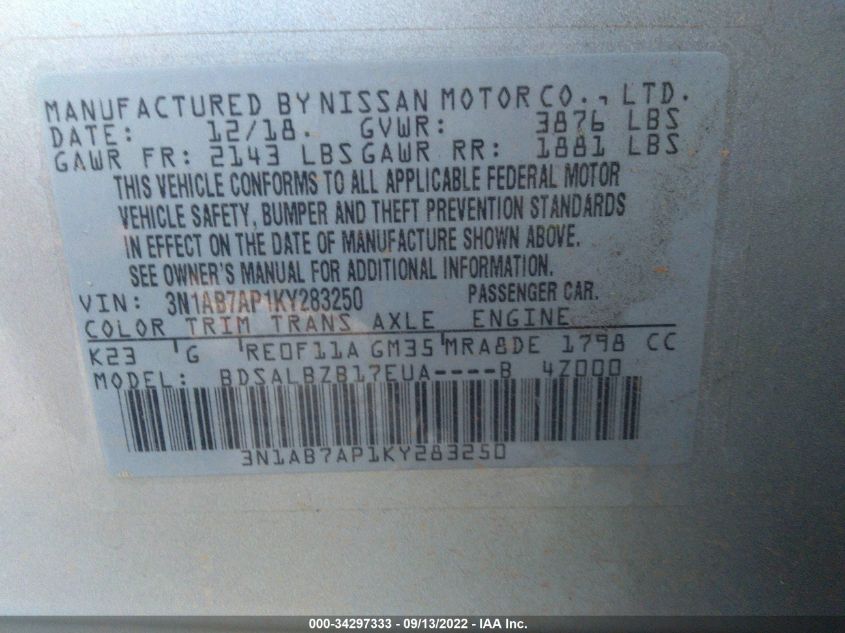 MANUFACTURED BY NISSAN MOTOR CO., LTD.
DATE: 12/18. GVWR: 3876 LBS
GAWR FR: 2143 LBS GAWR RR: 1881 LBS
THIS VEHICLE CONFORMS TO ALL APPLICABLE FEDERAL MOTOR
VEHICLE SAFETY, BUMPER AND THEFT PREVENTION STANDARDS
IN EFFECT ON THE DATE OF MANUFACTURE SHOWN ABOVE.
SEE OWNER'S MANUAL FOR ADDITIONAL INFORMATION.
VIN: 3N1AB7AP1KY283250 PASSENGER CAR.
COLOR TRIM TRANS AXLE ENGINE
K23 'G 'RE0F11A GM35'MRA8DE 1798 CC
MODEL: BDSALBZB17EUA----B 4Z000
3N1AB7AP1KY283250
000-34297333 - 09/13/2022 - IAA Inc.